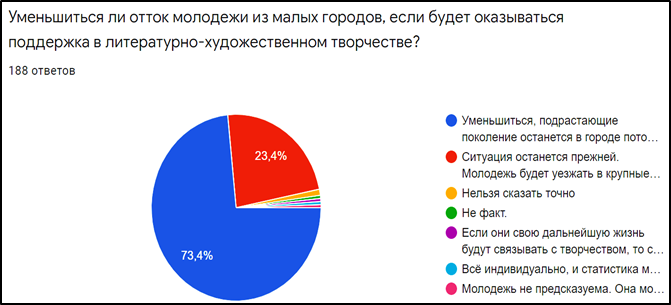 Уменьшиться ли отток молодежи из малых городов, если будет оказываться
поддержка в литературно-художественном творчестве?
188 ответов
23,4%
73,4%
Уменьшиться, подрастающие
поколение останется в городе пото...
Ситуация останется прежней.
Молодежь будет уезжать в крупные...
Нельзя сказать точно
Не факт.
Если они свою дальнейшую жизнь
будут связывать с творчеством, то с...
Всё индивидуально, и статистика м...
Молодежь не предсказуема. Она мо...